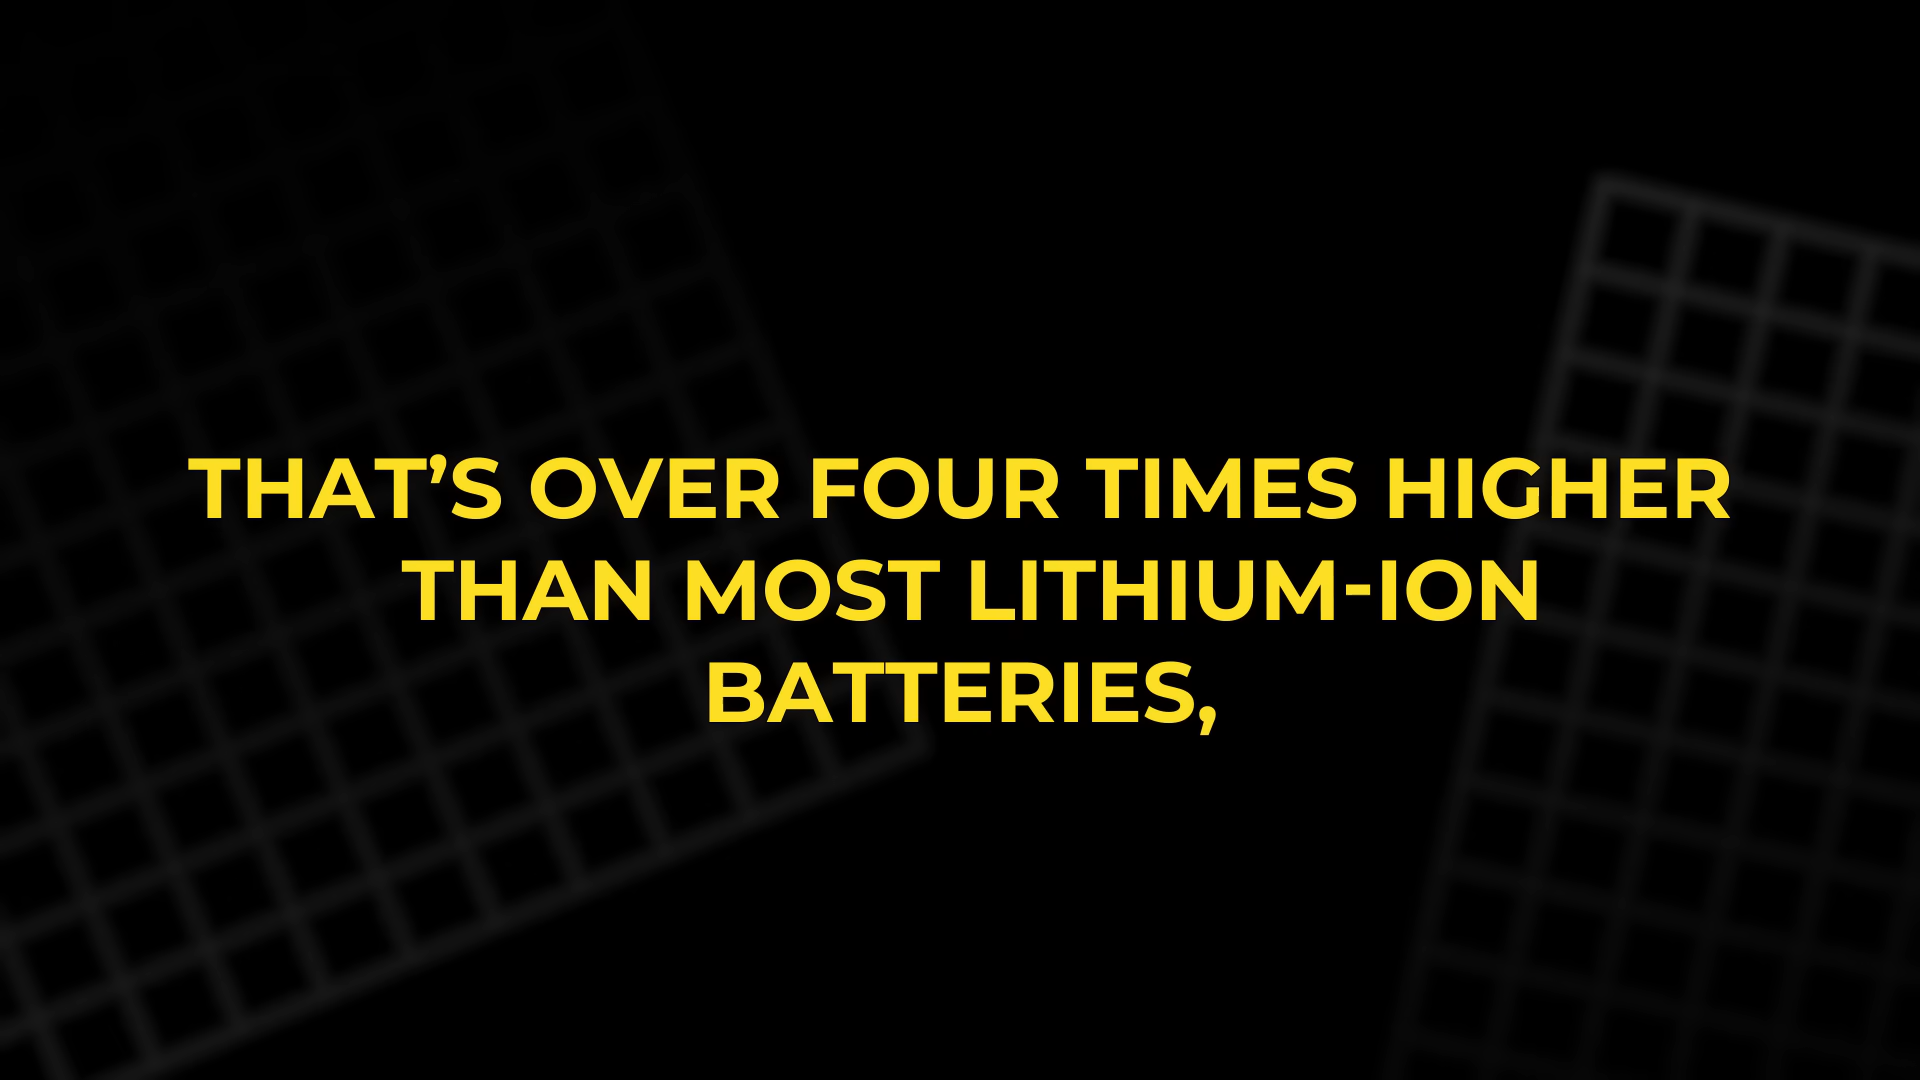 THAT’S OVER FOUR TIMES HIGHER
THAN MOST LITHIUM-ION
BATTERIES,